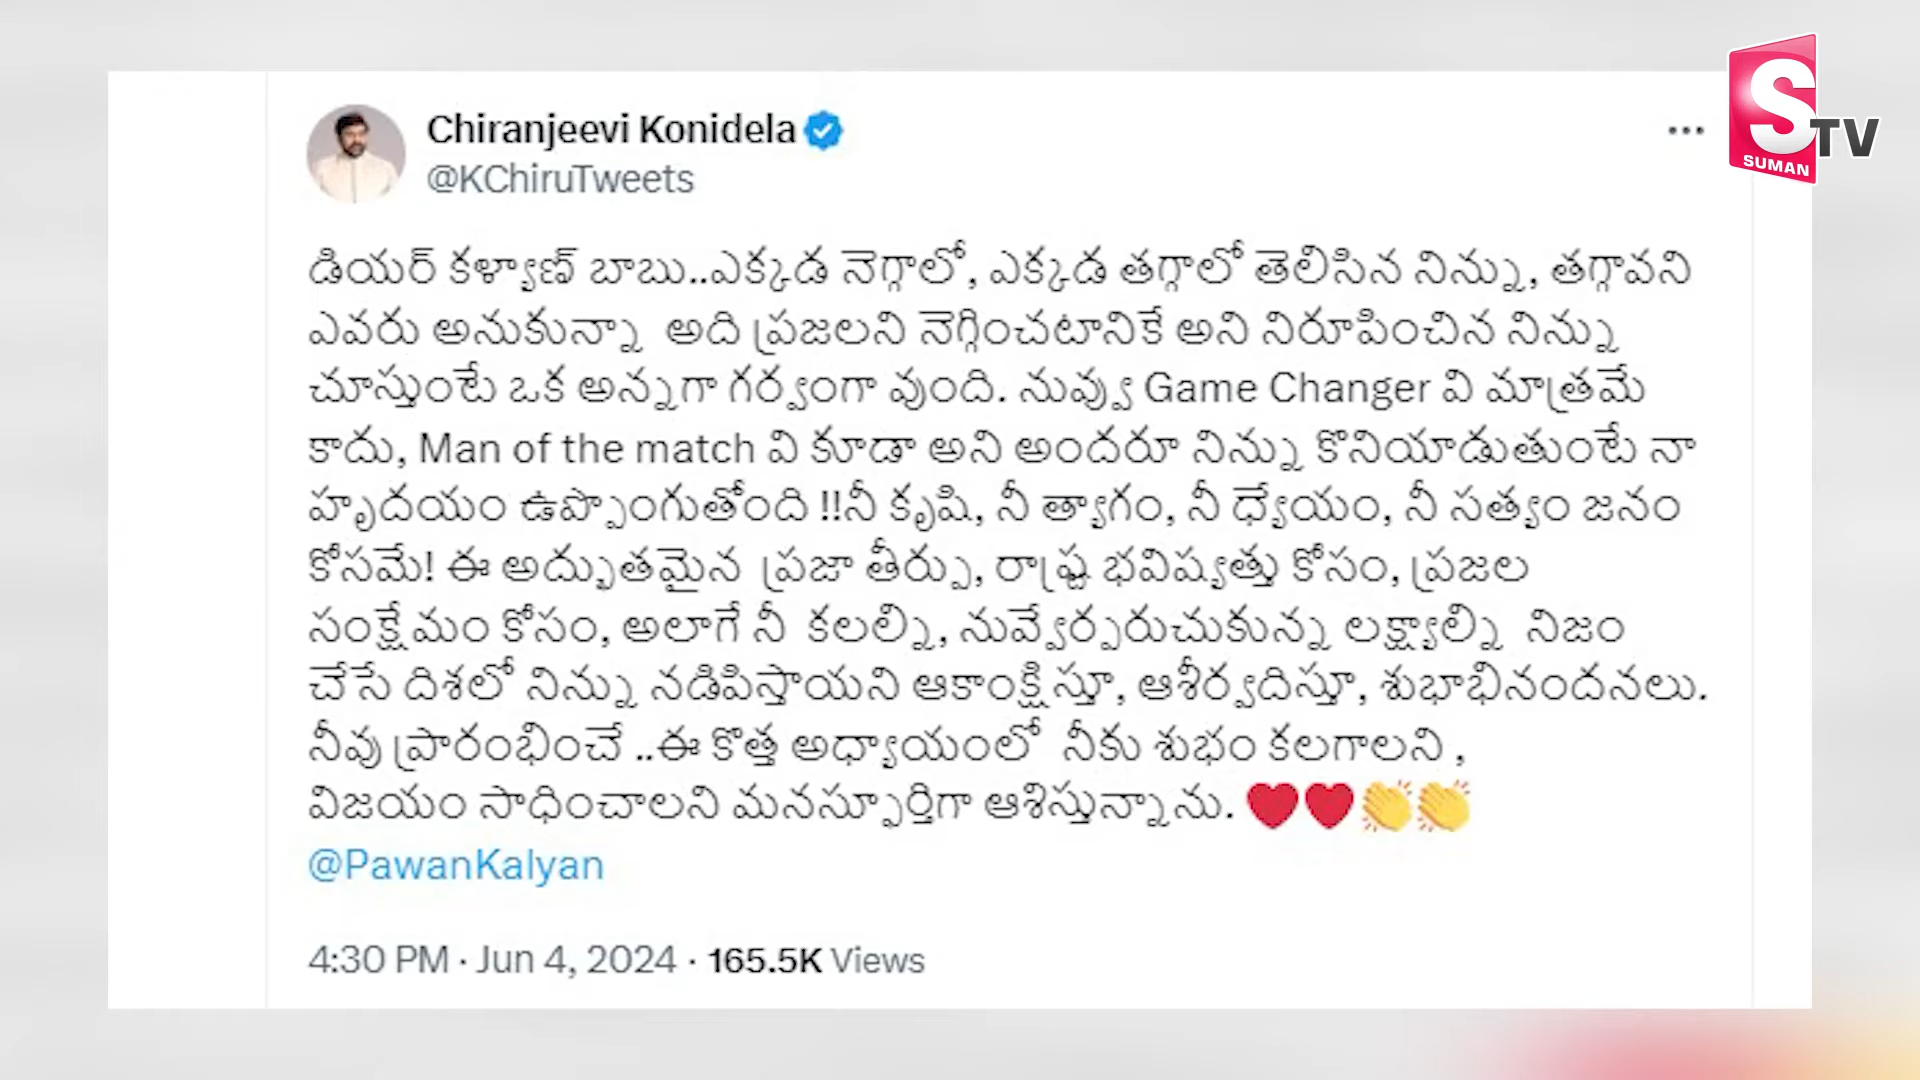 Chiranjeevi Konidela
@KChiruTweets
డియర్ కళ్యాణ్ బాబు..ఎక్కడ నెగ్గాలో, ఎక్కడ తగ్గాలో తెలిసిన నిన్ను, తగ్గావని
ఎవరు అనుకున్నా అది ప్రజలని నెగ్గించటానికే అని నిరూపించిన నిన్ను
చూస్తుంటే ఒక అన్నగా గర్వంగా వుంది. నువ్వు Game Changer వి మాత్రమే
కాదు, Man of the match వి కూడా అని అందరూ నిన్ను కొనియాడుతుంటే నా
హృదయం ఉప్పొంగుతోంది !!నీ కృషి, నీ త్యాగం, నీ ధ్యేయం, నీ సత్యం జనం
కోసమే! ఈ అద్భుతమైన ప్రజా తీర్పు, రాష్ట్ర భవిష్యత్తు కోసం, ప్రజల
సంక్షేమం కోసం, అలాగే నీ కలల్ని, నువ్వేర్పరుచుకున్న లక్ష్యాల్ని నిజం
చేసే దిశలో నిన్ను నడిపిస్తాయని ఆకాంక్షిస్తూ, ఆశీర్వదిస్తూ, శుభాభినందనలు.
నీవు ప్రారంభించే ..ఈ కొత్త అధ్యాయంలో నీకు శుభం కలగాలని ,
విజయం సాధించాలని మనస్పూర్తిగా ఆశిస్తున్నాను. ❤️❤️👏👏
@PawanKalyan
4:30 PM · Jun 4, 2024 · 165.5K Views
S TV
SUMAN